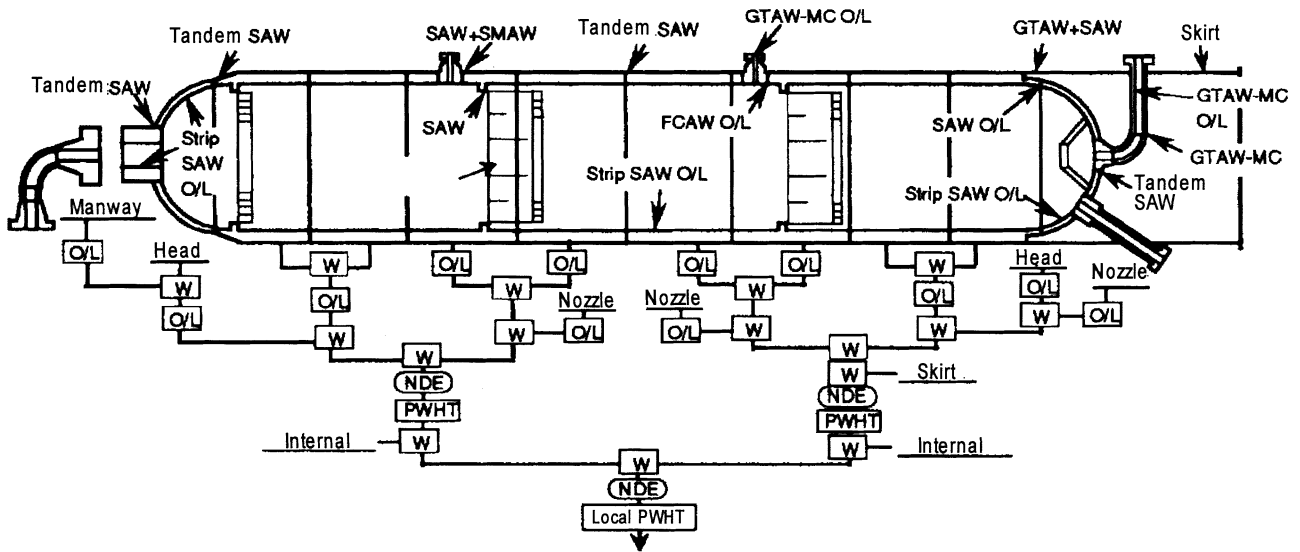 GTAW-MC O/L
Tandem SAW
SAW+SMAW
Tandem SAW
GTAW+SAW
Skirt
Tandem SAW
GTAW-MC
O/L
Strip
SAW
O/L
SAW
FCAW O/L
SAW O/L
GTAW-MC
Strip SAW O/L
Strip SAW O/L
Tandem
SAW
Manway
O/L
Head
W
O/L
W
O/L
W
O/L
O/L
W
Nozzle
W
O/L
O/L
O/L
W
Nozzle
O/L
W
W
O/L
W
Head
O/L
W
Nozzle
O/L
W
NDE
PWHT
Internal
W
W
W
Skirt
NDE
PWHT
W
Internal
W
NDE
Local PWHT